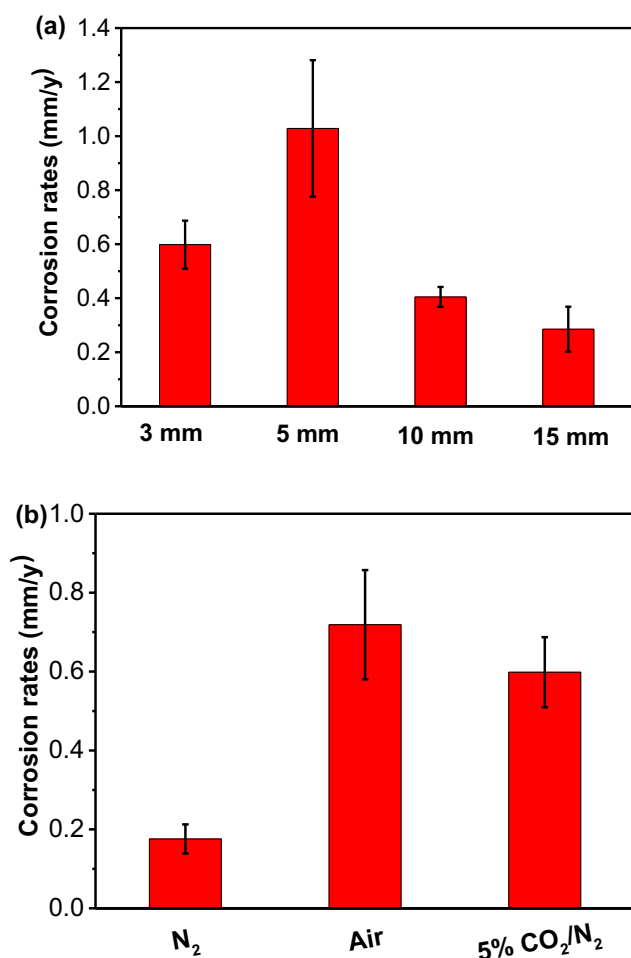 (a)
Corrosion rates (mm/y)
1.4
1.2
1.0
0.8
0.6
0.4
0.2
0.0
3 mm
5 mm
10 mm
15 mm
(b)
Corrosion rates (mm/y)
1.0
0.8
0.6
0.4
0.2
0.0
N₂
Air
5% CO₂/N₂